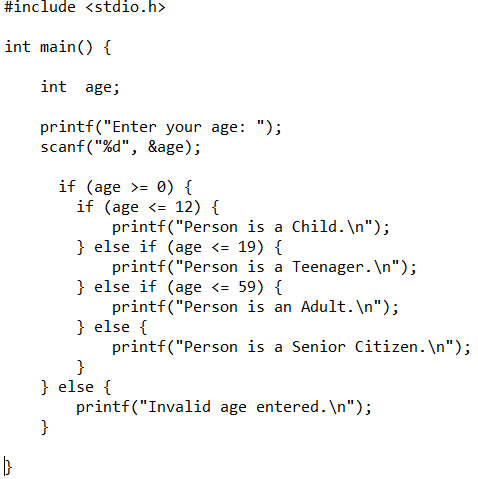 #include <stdio.h>
int main() {
int  age;
printf("Enter your age: ");
scanf("%d", &age);
if (age >= 0) {
if (age <= 12) {
printf("Person is a Child.\n");
} else if (age <= 19) {
printf("Person is a Teenager.\n");
} else if (age <= 59) {
printf("Person is an Adult.\n");
} else {
printf("Person is a Senior Citizen.\n");
}
} else {
printf("Invalid age entered.\n");
}
}